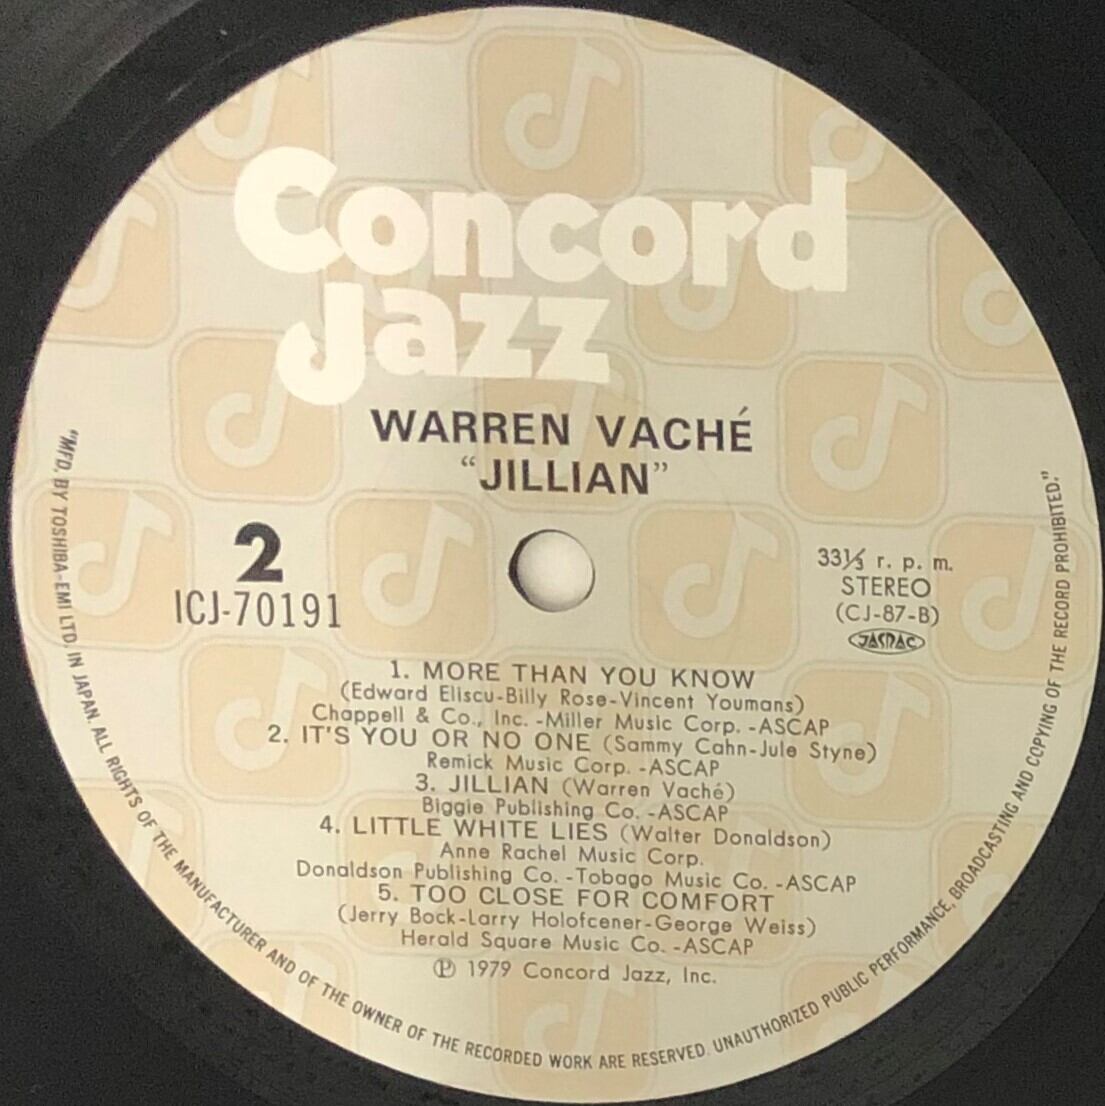 Concord
Jazz
WARREN VACHÉ
“JILLIAN”
2
ICJ-70191
33⅓ r. p. m.
STEREO
(CJ-87-B)
JASRAC
1. MORE THAN YOU KNOW
(Edward Eliscu-Billy Rose-Vincent Youmans)
Chappell & Co., Inc. -Miller Music Corp. -ASCAP
2. IT'S YOU OR NO ONE (Sammy Cahn-Jule Styne)
Remick Music Corp. -ASCAP
3. JILLIAN (Warren Vaché)
Biggie Publishing Co. -ASCAP
4. LITTLE WHITE LIES (Walter Donaldson)
Anne Rachel Music Corp.
Donaldson Publishing Co. -Tobago Music Co. -ASCAP
5. TOO CLOSE FOR COMFORT
(Jerry Bock-Larry Holofcener-George Weiss)
Herald Square Music Co. -ASCAP
Ⓟ 1979 Concord Jazz, Inc.
“MFD. BY TOSHIBA-EMI LTD. IN JAPAN. ALL RIGHTS OF THE MANUFACTURER AND OF THE OWNER OF THE RECORDED WORK ARE RESERVED. UNAUTHORIZED PUBLIC PERFORMANCE, BROADCASTING AND COPYING OF THE RECORD PROHIBITED.”